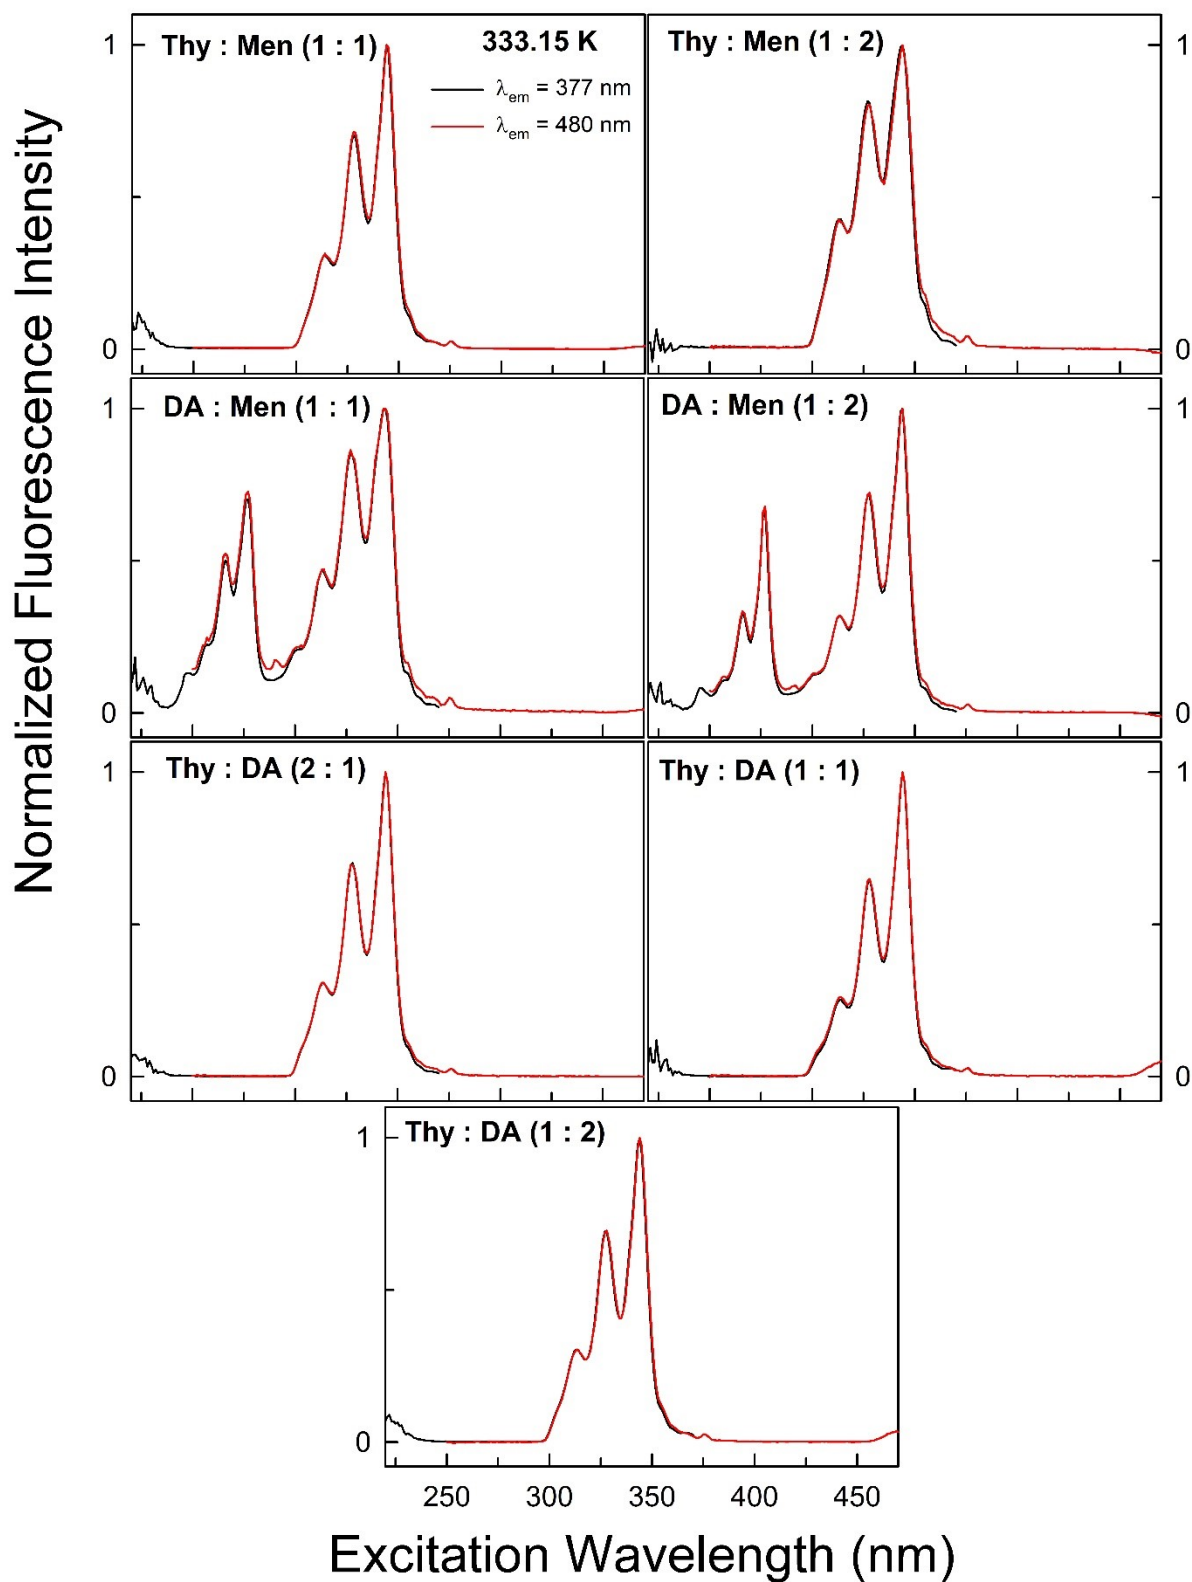 Normalized Fluorescence Intensity
Thy : Men (1 : 1)
333.15 K
λem = 377 nm
λem = 480 nm
1
0
Thy : Men (1 : 2)
1
0
DA : Men (1 : 1)
1
0
DA : Men (1 : 2)
1
0
Thy : DA (2 : 1)
1
0
Thy : DA (1 : 1)
1
0
Thy : DA (1 : 2)
1
0
250 300 350 400 450
Excitation Wavelength (nm)